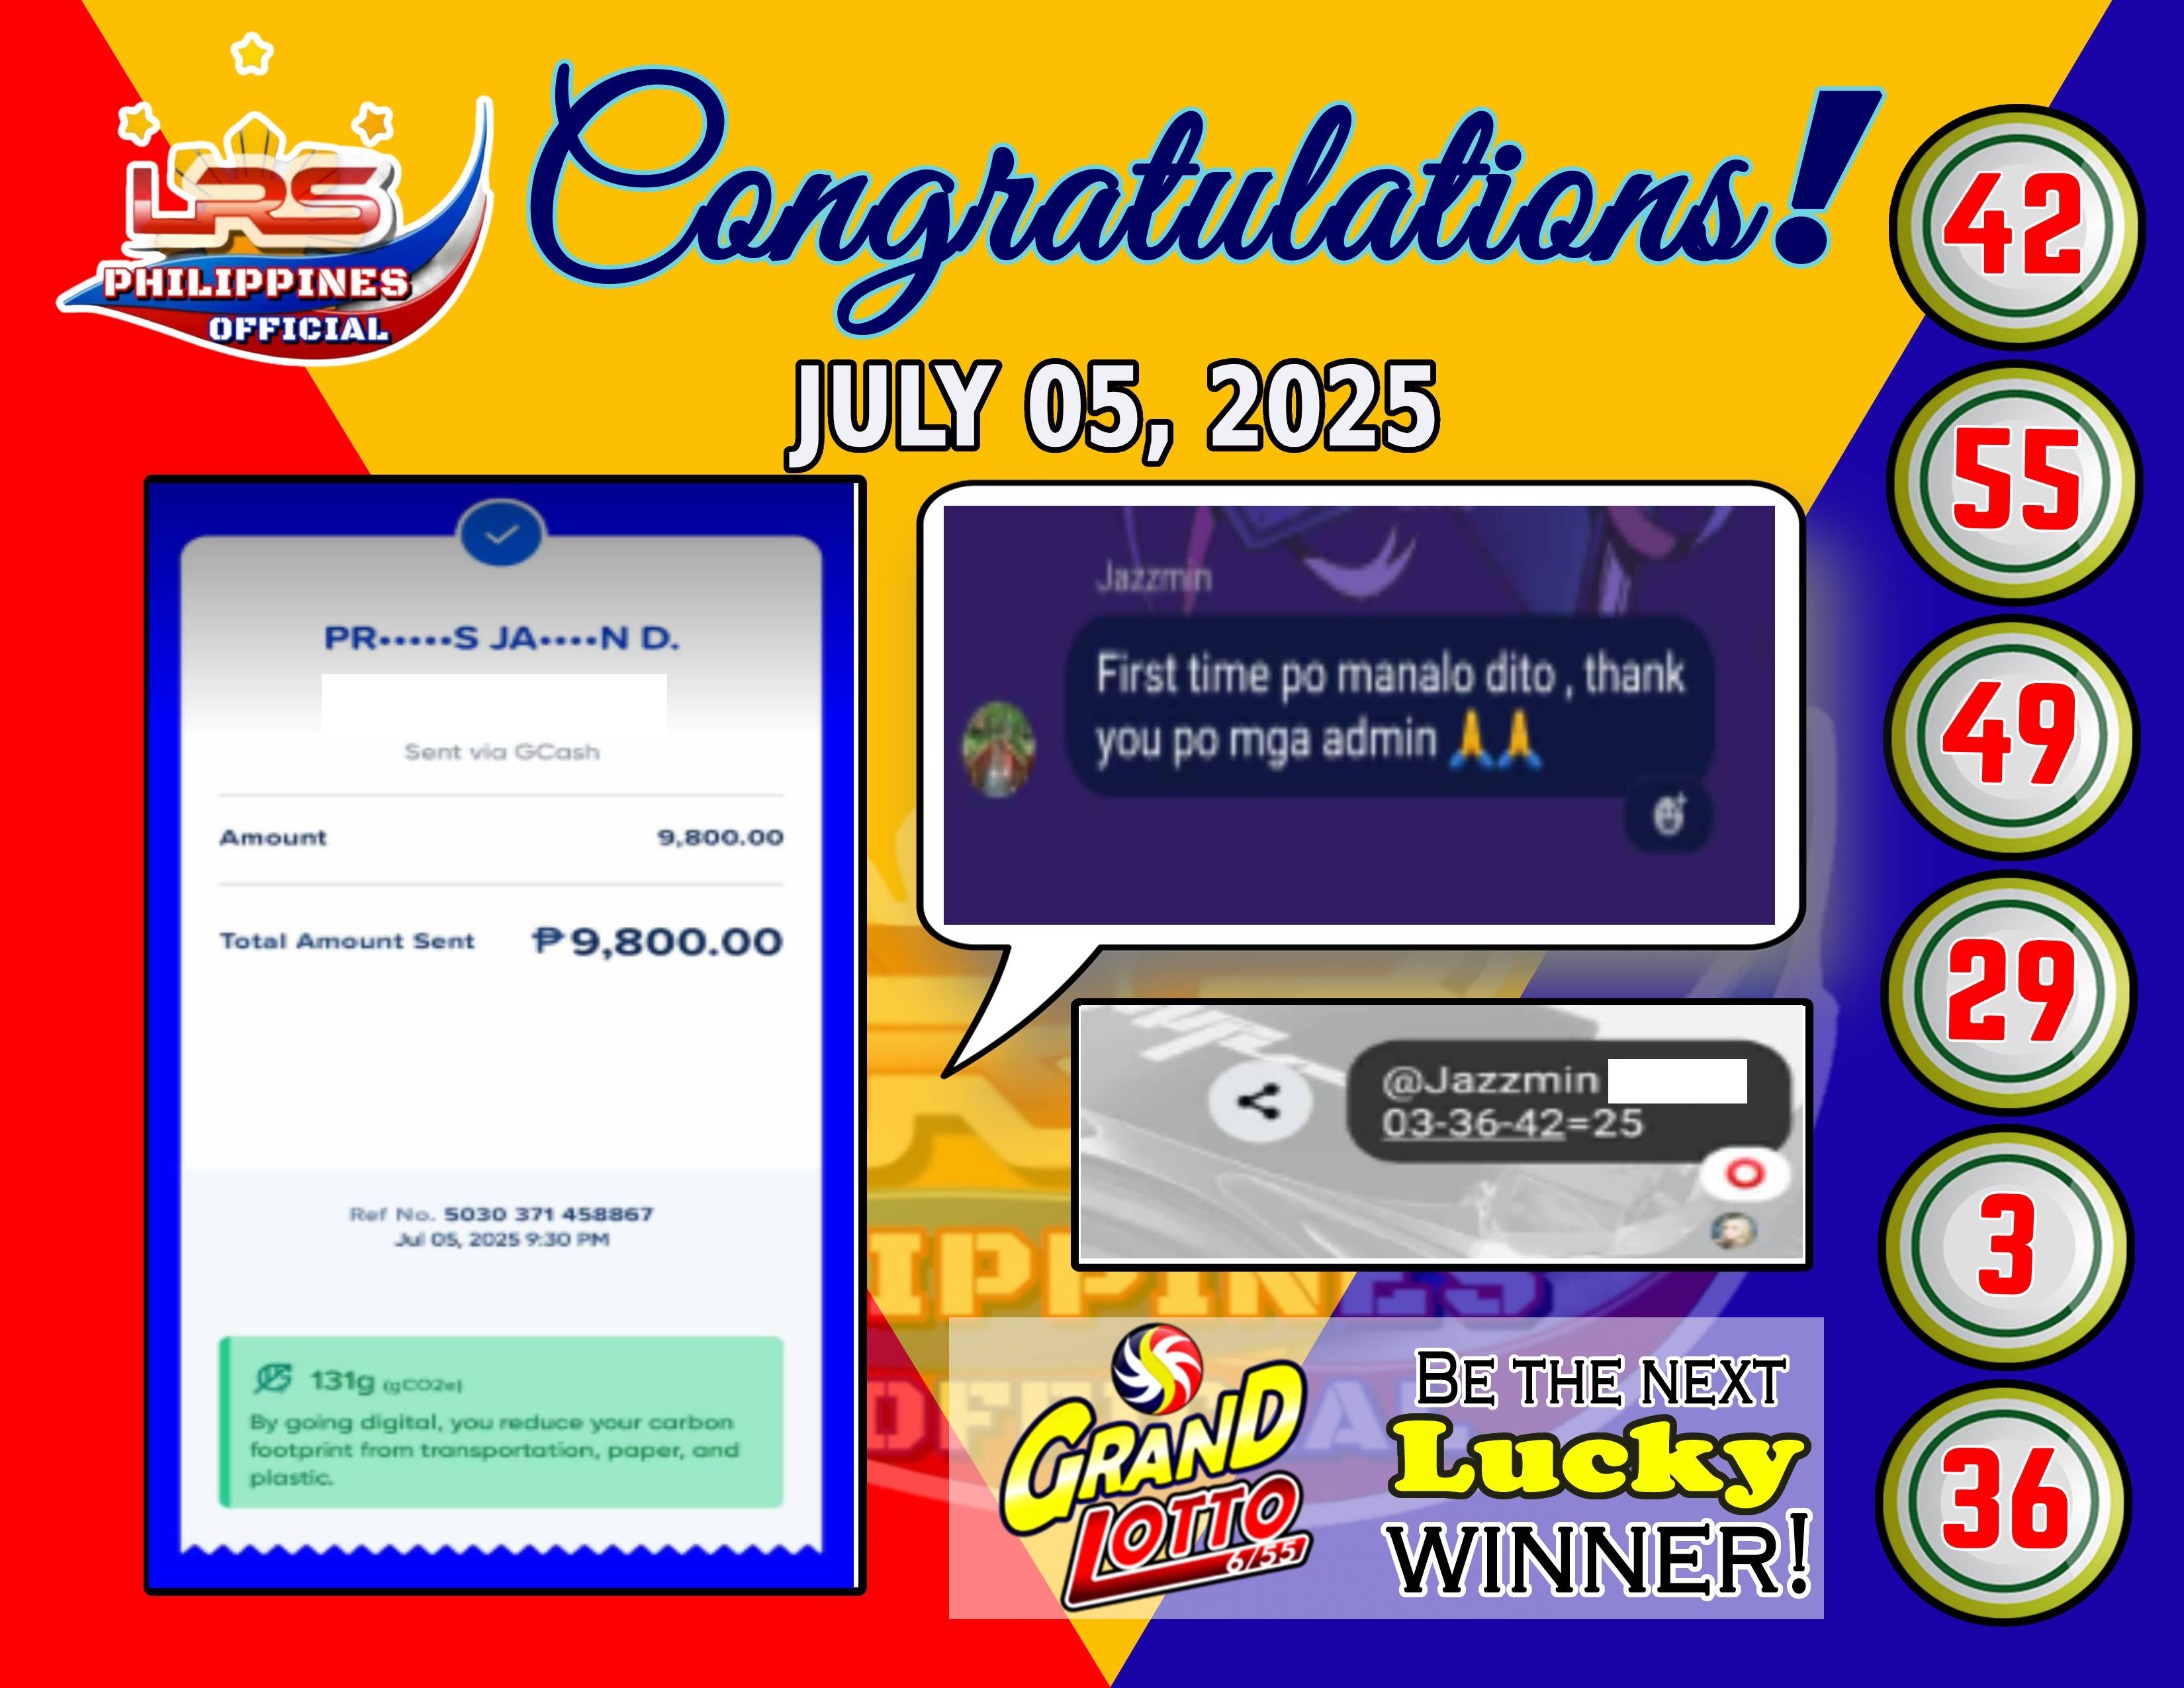 LRS
PHILIPPINES
OFFICIAL
Congratulations!
JULY 05, 2025
PR•••••S JA••••N D.
Sent via GCash
Amount 9,800.00
Total Amount Sent ₱9,800.00
Ref No. 5030 371 458867
Jul 05, 2025 9:30 PM
131g (gCO2e)
By going digital, you reduce your carbon
footprint from transportation, paper, and
plastic.
Jazzmin
First time po manalo dito , thank
you po mga admin 🙏🙏
@Jazzmin
03-36-42=25
GRAND
LOTTO
6/55
BE THE NEXT
Lucky
WINNER!
42
55
49
29
3
36